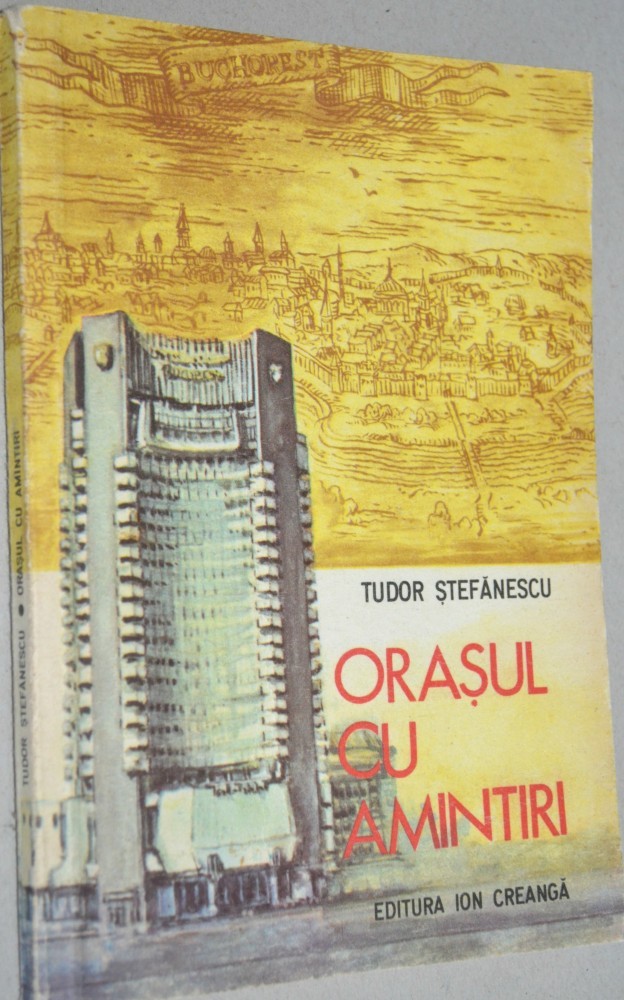 BUCHOREST
TUDOR ȘTEFĂNESCU
ORAȘUL
CU
AMINTIRI
EDITURA ION CREANGĂ
TUDOR ȘTEFĂNESCU ● ORAȘUL CU AMINTIRI